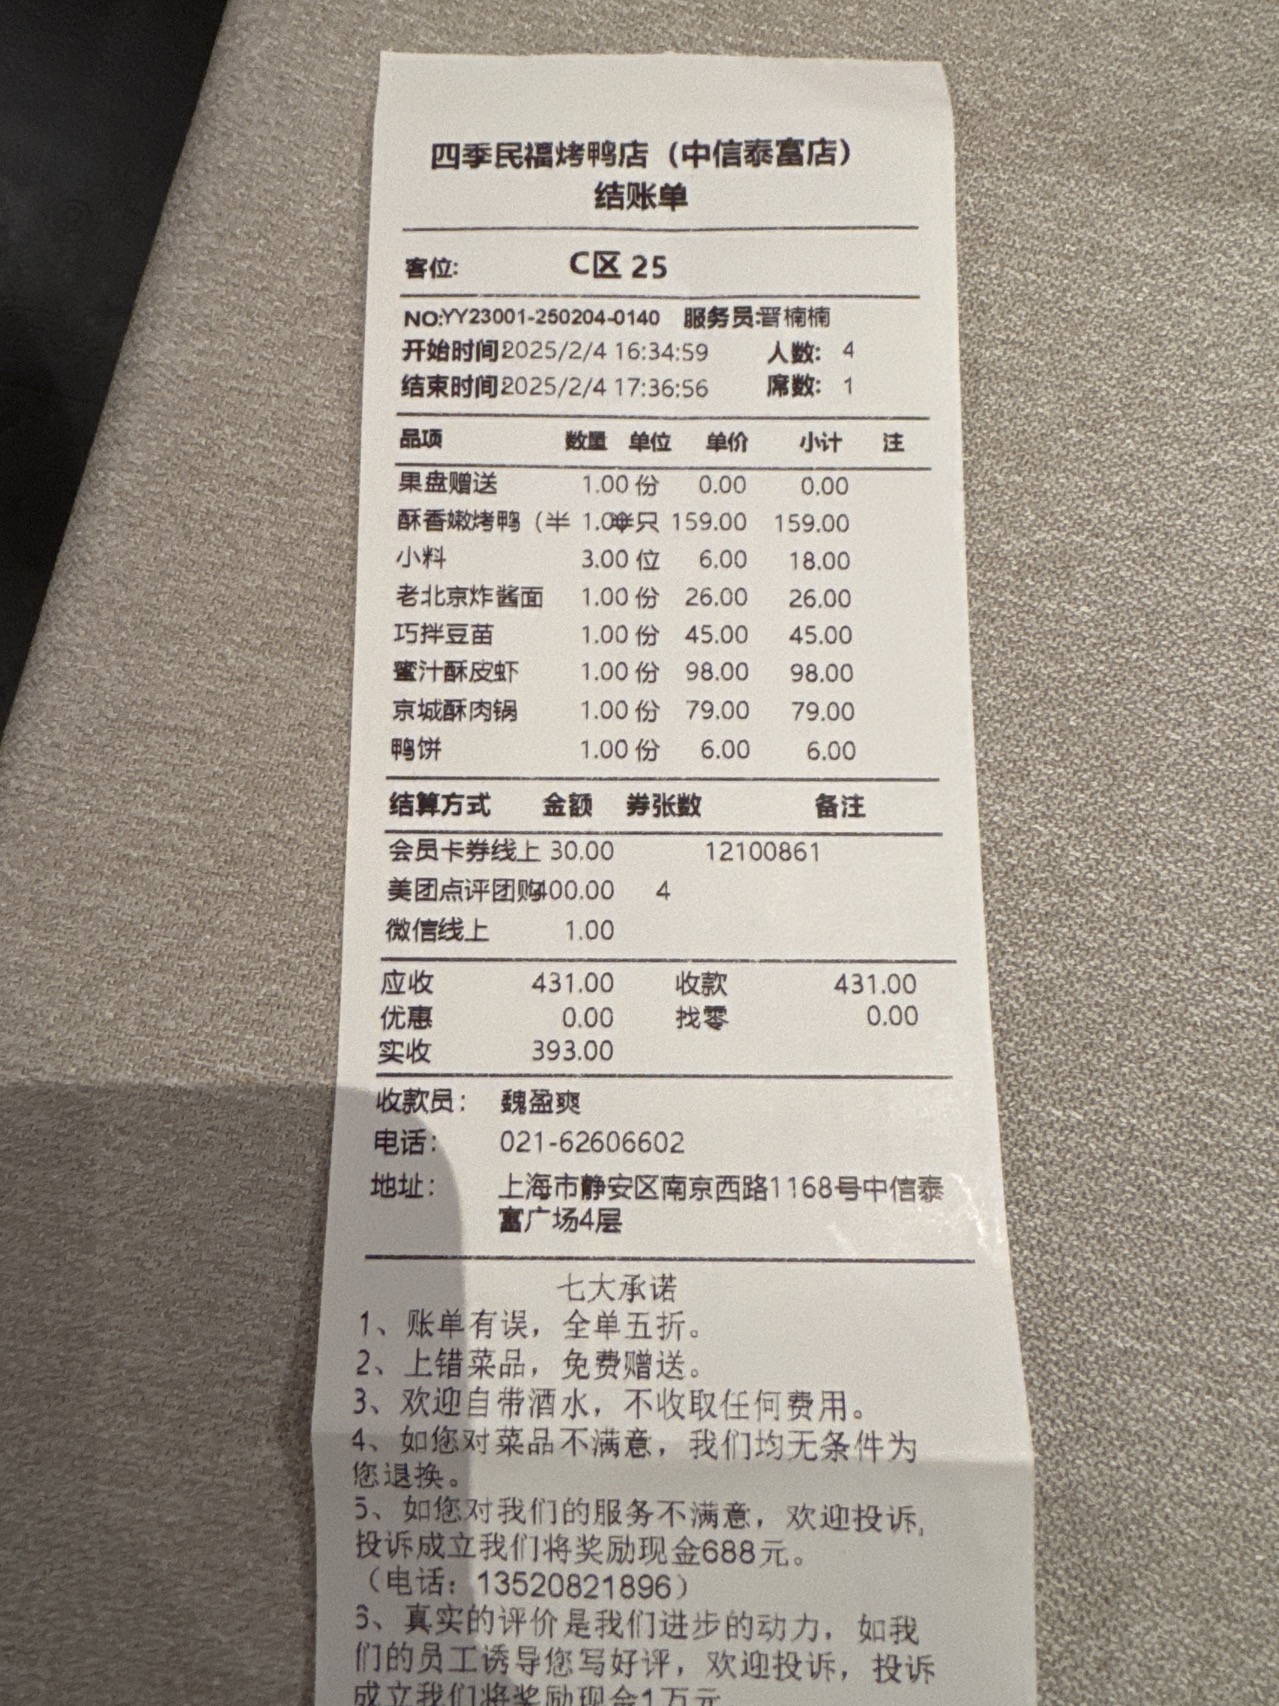 四季民福烤鸭店（中信泰富店）
结账单
客位: C区 25
NO:YY23001-250204-0140 服务员:晋楠楠
开始时间2025/2/4 16:34:59 人数: 4
结束时间2025/2/4 17:36:56 席数: 1
品项 数量 单位 单价 小计 注
果盘赠送 1.00 份 0.00 0.00
酥香嫩烤鸭（半 1.00 半只 159.00 159.00
小料 3.00 位 6.00 18.00
老北京炸酱面 1.00 份 26.00 26.00
巧拌豆苗 1.00 份 45.00 45.00
蜜汁酥皮虾 1.00 份 98.00 98.00
京城酥肉锅 1.00 份 79.00 79.00
鸭饼 1.00 份 6.00 6.00
结算方式 金额 券张数 备注
会员卡券线上 30.00 12100861
美团点评团购400.00 4
微信线上 1.00
应收 431.00 收款 431.00
优惠 0.00 找零 0.00
实收 393.00
收款员: 魏盈爽
电话: 021-62606602
地址: 上海市静安区南京西路1168号中信泰
富广场4层
七大承诺
1、账单有误，全单五折。
2、上错菜品，免费赠送。
3、欢迎自带酒水，不收取任何费用。
4、如您对菜品不满意，我们均无条件为
您退换。
5、如您对我们的服务不满意，欢迎投诉,
投诉成立我们将奖励现金688元。
（电话：13520821896）
6、真实的评价是我们进步的动力，如我
们的员工诱导您写好评，欢迎投诉，投诉
成立我们将奖励现金1万元